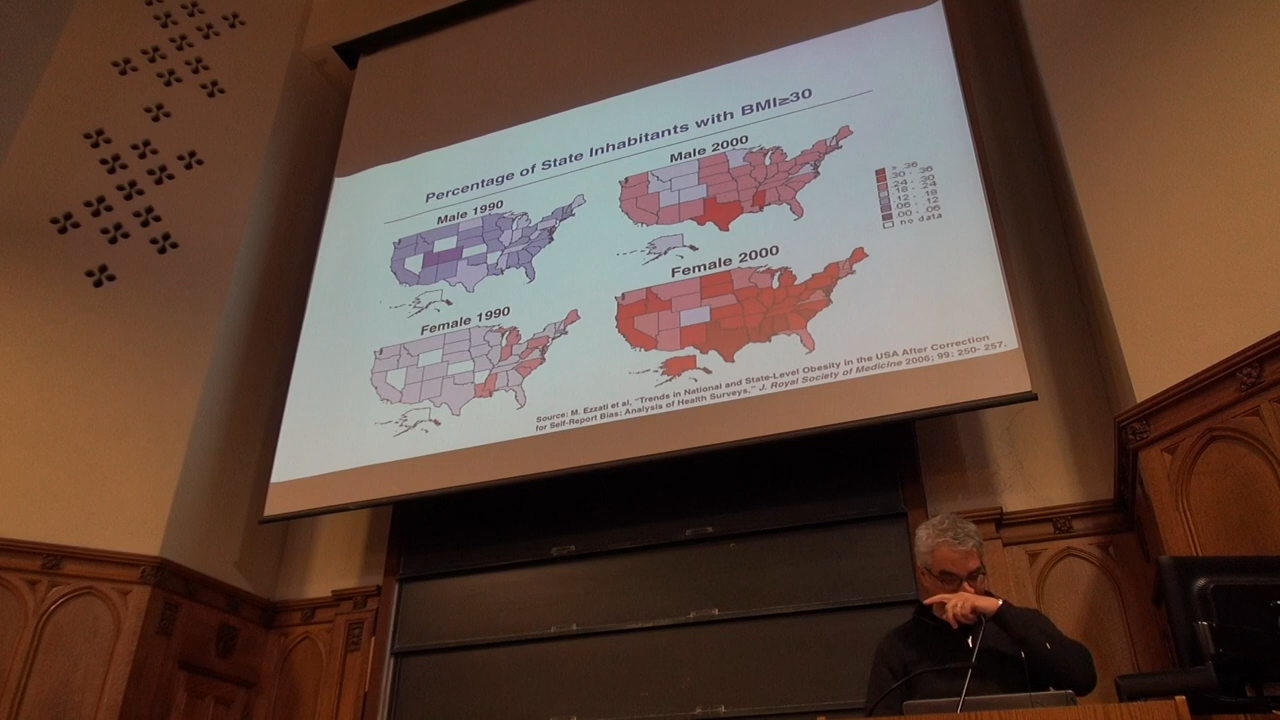 Percentage of State Inhabitants with BMI≥30
Male 1990
Male 2000
Female 1990
Female 2000
> .36
.30 - .36
.24 - .30
.18 - .24
.12 - .18
.06 - .12
.00 - .06
no data
Source: M. Ezzati et al, "Trends in National and State-Level Obesity in the USA After Correction
for Self-Report Bias: Analysis of Health Surveys," J. Royal Society of Medicine 2006; 99: 250- 257.